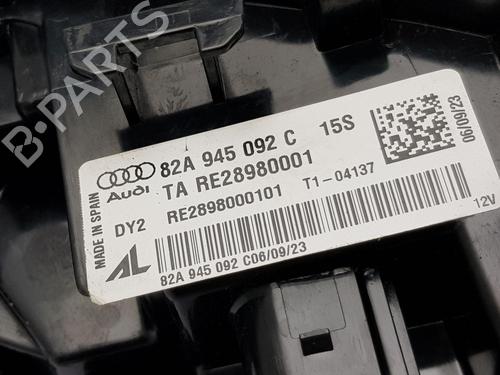 B-PARTS
82A 945 092 C 15S
Audi
TA RE28980001
MADE IN SPAIN
DY2
RE2898000101 T1-04137
AL
82A 945 092 C06/09/23
06/09/23
12V